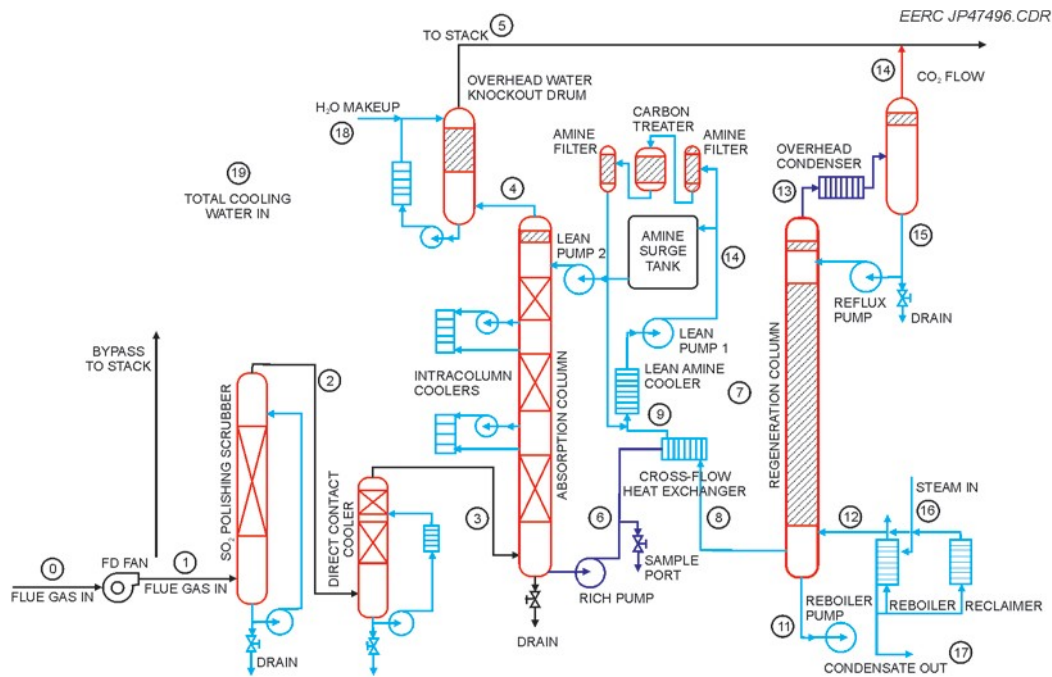 EERC JP47496.CDR
TO STACK
5
14
CO₂ FLOW
OVERHEAD WATER
KNOCKOUT DRUM
H₂O MAKEUP
18
CARBON
TREATER
AMINE
FILTER
AMINE
FILTER
OVERHEAD
CONDENSER
19
TOTAL COOLING
WATER IN
4
13
LEAN
PUMP 2
AMINE
SURGE
TANK
14
15
REFLUX
PUMP
DRAIN
BYPASS
TO STACK
LEAN
PUMP 1
2
INTRACOLUMN
COOLERS
LEAN AMINE
COOLER
7
SO₂ POLISHING SCRUBBER
ABSORPTION COLUMN
REGENERATION COLUMN
9
CROSS-FLOW
HEAT EXCHANGER
DIRECT CONTACT
COOLER
3
6
8
STEAM IN
12
16
0
FD FAN
1
FLUE GAS IN
FLUE GAS IN
SAMPLE
PORT
RICH PUMP
REBOILER
PUMP
REBOILER
RECLAIMER
11
DRAIN
DRAIN
17
CONDENSATE OUT